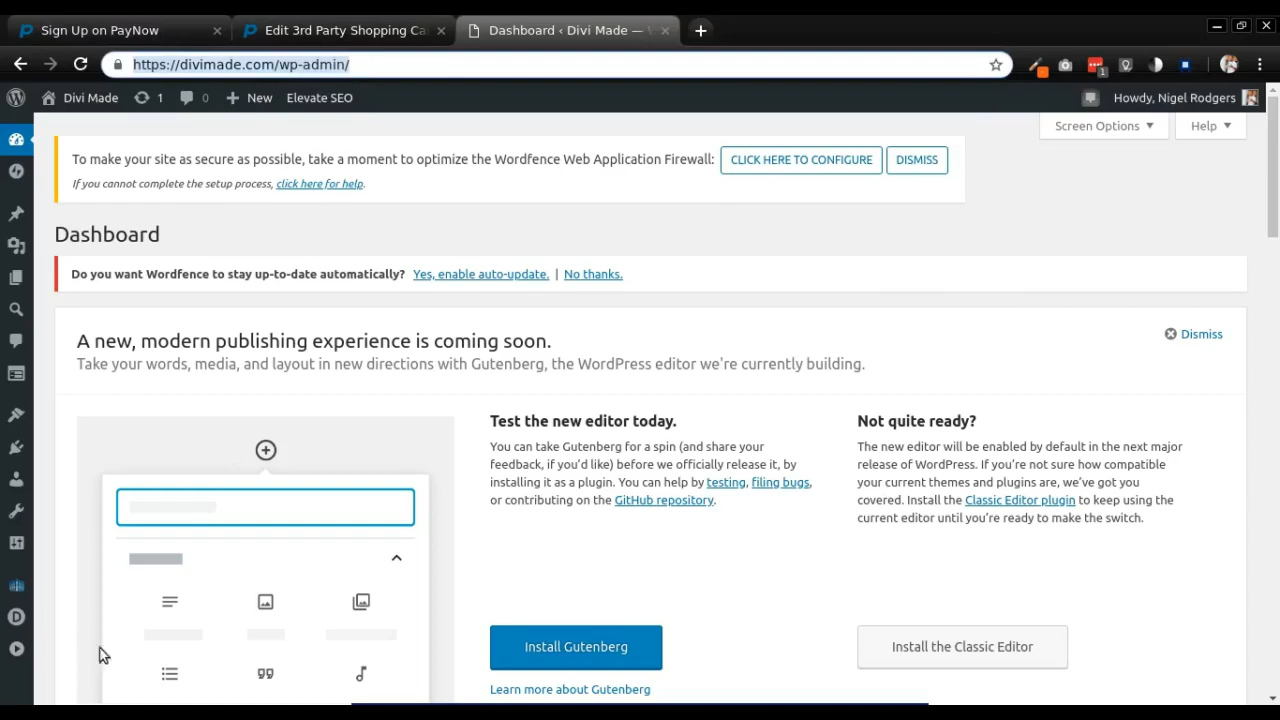 Sign Up on PayNow
Edit 3rd Party Shopping Ca
Dashboard ‹ Divi Made — W
https://divimade.com/wp-admin/
1
Divi Made
1
0
New
Elevate SEO
Howdy, Nigel Rodgers
Screen Options
Help
To make your site as secure as possible, take a moment to optimize the Wordfence Web Application Firewall:
CLICK HERE TO CONFIGURE
DISMISS
If you cannot complete the setup process, click here for help.
Dashboard
Do you want Wordfence to stay up-to-date automatically? Yes, enable auto-update. | No thanks.
A new, modern publishing experience is coming soon.
Dismiss
Take your words, media, and layout in new directions with Gutenberg, the WordPress editor we're currently building.
Test the new editor today.
You can take Gutenberg for a spin (and share your
feedback, if you'd like) before we officially release it, by
installing it as a plugin. You can help by testing, filing bugs,
or contributing on the GitHub repository.
Install Gutenberg
Learn more about Gutenberg
Not quite ready?
The new editor will be enabled by default in the next major
release of WordPress. If you're not sure how compatible
your current themes and plugins are, we've got you
covered. Install the Classic Editor plugin to keep using the
current editor until you're ready to make the switch.
Install the Classic Editor